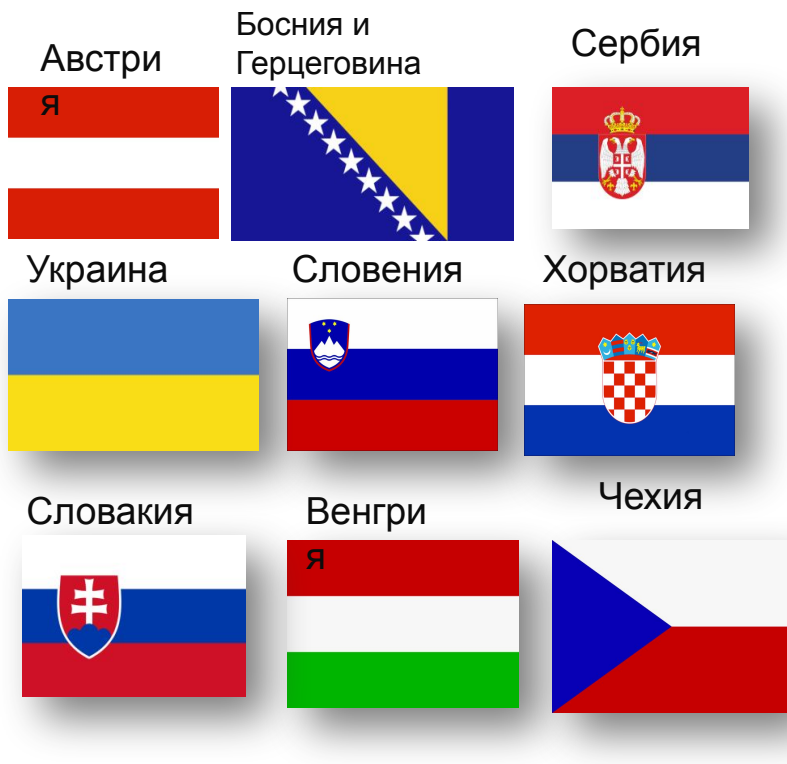 Австри
я
Босния и
Герцеговина
Сербия
Украина
Словения
Хорватия
Словакия
Венгри
я
Чехия